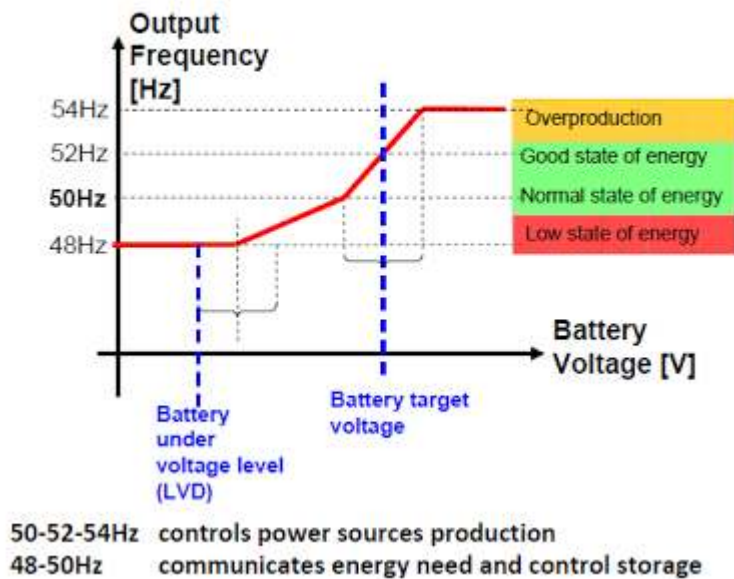 Output
Frequency
[Hz]
54Hz
Overproduction
52Hz
Good state of energy
50Hz
Normal state of energy
48Hz
Low state of energy
Battery
Voltage [V]
Battery target
voltage
Battery
under
voltage level
(LVD)
50-52-54Hz controls power sources production
48-50Hz communicates energy need and control storage